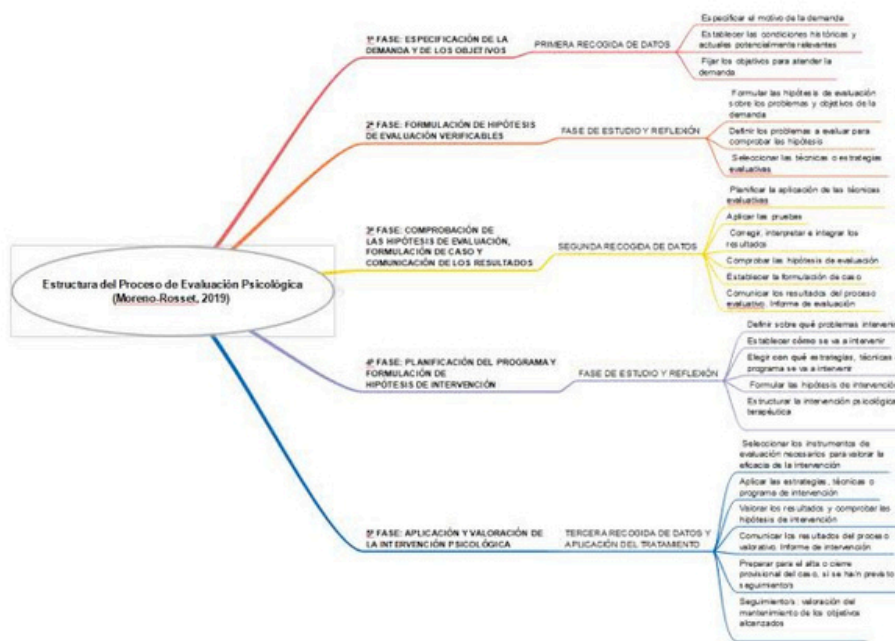 Estructura del Proceso de Evaluación Psicológica
(Moreno-Rosset, 2019)
1ª FASE: ESPECIFICACIÓN DE LA
DEMANDA Y DE LOS OBJETIVOS
PRIMERA RECOGIDA DE DATOS
Especificar el motivo de la demanda
Establecer las condiciones históricas y
actuales potencialmente relevantes
Fijar los objetivos para atender la
demanda
2ª FASE: FORMULACIÓN DE HIPÓTESIS
DE EVALUACIÓN VERIFICABLES
FASE DE ESTUDIO Y REFLEXIÓN
Formular las hipótesis de evaluación
sobre los problemas y objetivos de la
demanda
Definir los problemas a evaluar para
comprobar las hipótesis
Seleccionar las técnicas o estrategias
evaluativas
3ª FASE: COMPROBACIÓN DE
LAS HIPÓTESIS DE EVALUACIÓN,
FORMULACIÓN DE CASO Y
COMUNICACIÓN DE LOS RESULTADOS
SEGUNDA RECOGIDA DE DATOS
Planificar la aplicación de las técnicas
evaluativas
Aplicar las pruebas
Corregir, interpretar e integrar los
resultados
Comprobar las hipótesis de evaluación
Establecer la formulación de caso
Comunicar los resultados del proceso
evaluativo. Informe de evaluación
4ª FASE: PLANIFICACIÓN DEL PROGRAMA Y
FORMULACIÓN DE
HIPÓTESIS DE INTERVENCIÓN
FASE DE ESTUDIO Y REFLEXIÓN
Definir sobre qué problemas intervenir
Establecer cómo se va a intervenir
Elegir con qué estrategias, técnicas
programa se va a intervenir
Formular las hipótesis de intervención
Estructurar la intervención psicológica
terapéutica
5ª FASE: APLICACIÓN Y VALORACIÓN DE
LA INTERVENCIÓN PSICOLÓGICA
TERCERA RECOGIDA DE DATOS Y
APLICACIÓN DEL TRATAMIENTO
Seleccionar los instrumentos de
evaluación necesarios para valorar la
eficacia de la intervención
Aplicar las estrategias, técnicas o
programa de intervención
Valorar los resultados y comprobar las
hipótesis de intervención
Comunicar los resultados del proceso
valorativo. Informe de intervención
Preparar para el alta o cierre
provisional del caso, si se ha/n previsto
seguimiento/s
Seguimiento/s: valoración del
mantenimiento de los objetivos
alcanzados